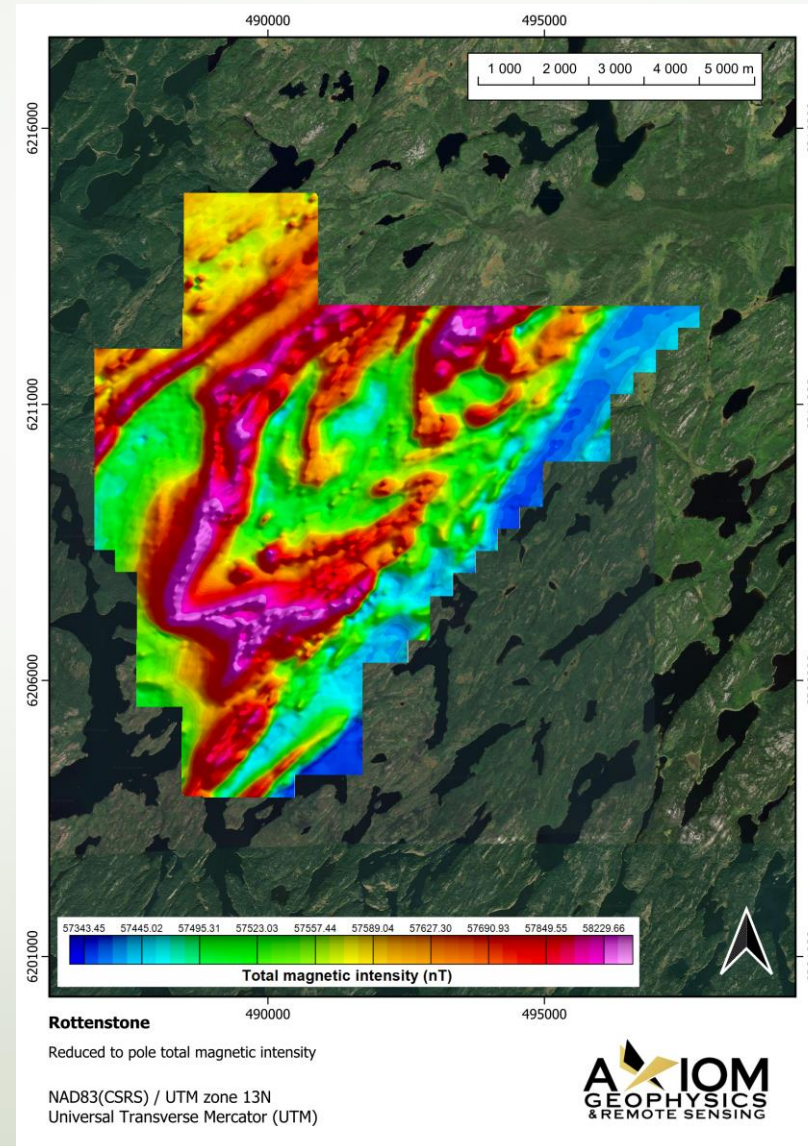 490000
495000
1 000
2 000
3 000
4 000
5 000 m
6216000
6211000
6206000
6201000
57343.45
57445.02
57495.31
57523.03
57557.44
57589.04
57627.30
57690.93
57849.55
58229.66
Total magnetic intensity (nT)
490000
495000
Rottenstone
Reduced to pole total magnetic intensity
NAD83(CSRS) / UTM zone 13N
Universal Transverse Mercator (UTM)
AXIOM
GEOPHYSICS
& REMOTE SENSING